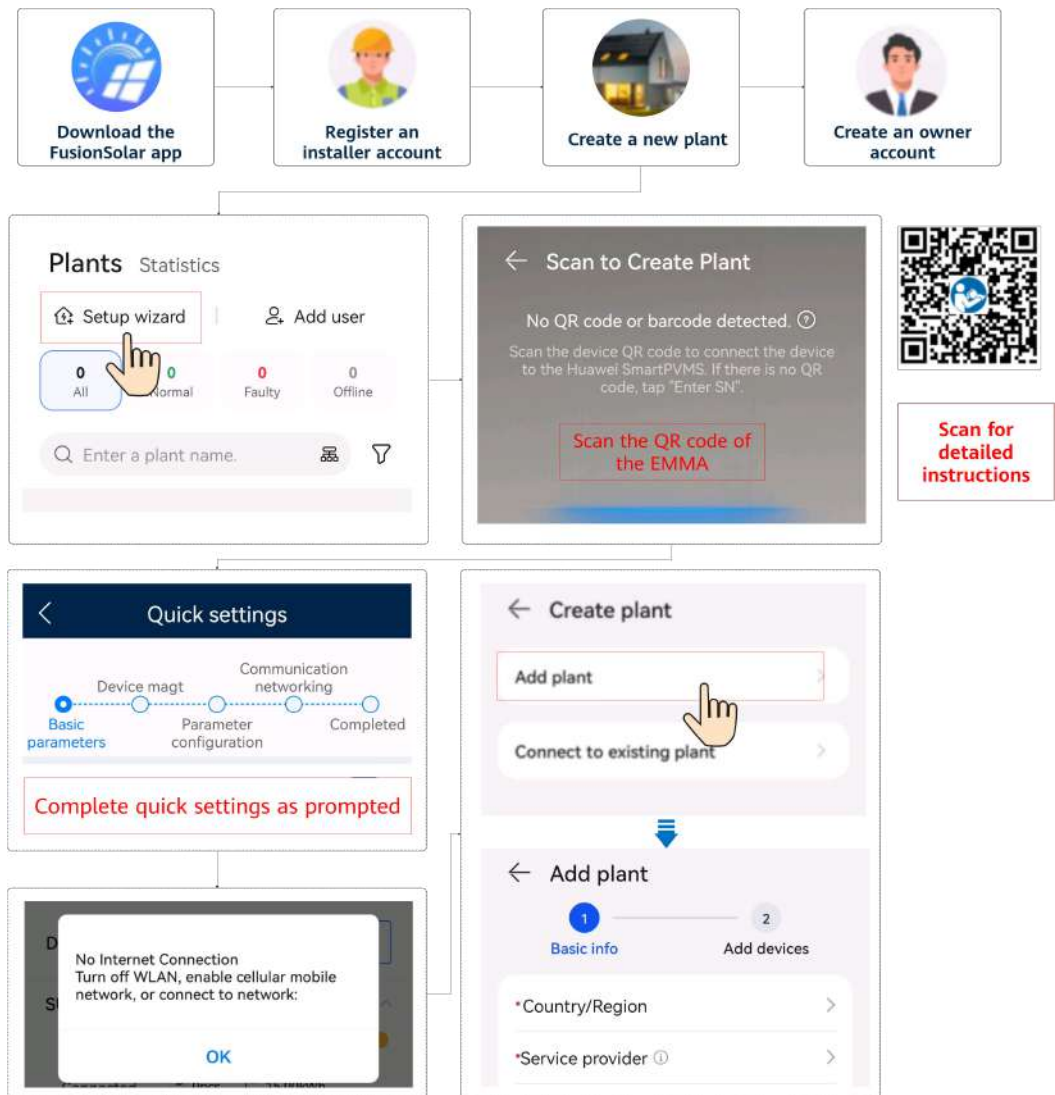 Download the
FusionSolar app
Register an
installer account
Create a new plant
Create an owner
account
Plants Statistics
Setup wizard
Add user
0
All
0
Normal
0
Faulty
0
Offline
Enter a plant name.
Scan to Create Plant
No QR code or barcode detected.
Scan the device QR code to connect the device
to the Huawei SmartPVMS. If there is no QR
code, tap "Enter SN".
Scan the QR code of
the EMMA
Scan for
detailed
instructions
Quick settings
Basic
parameters
Device magt
Parameter
configuration
Communication
networking
Completed
Complete quick settings as prompted
No Internet Connection
Turn off WLAN, enable cellular mobile
network, or connect to network:
OK
Create plant
Add plant
Connect to existing plant
Add plant
1
Basic info
2
Add devices
*Country/Region
*Service provider